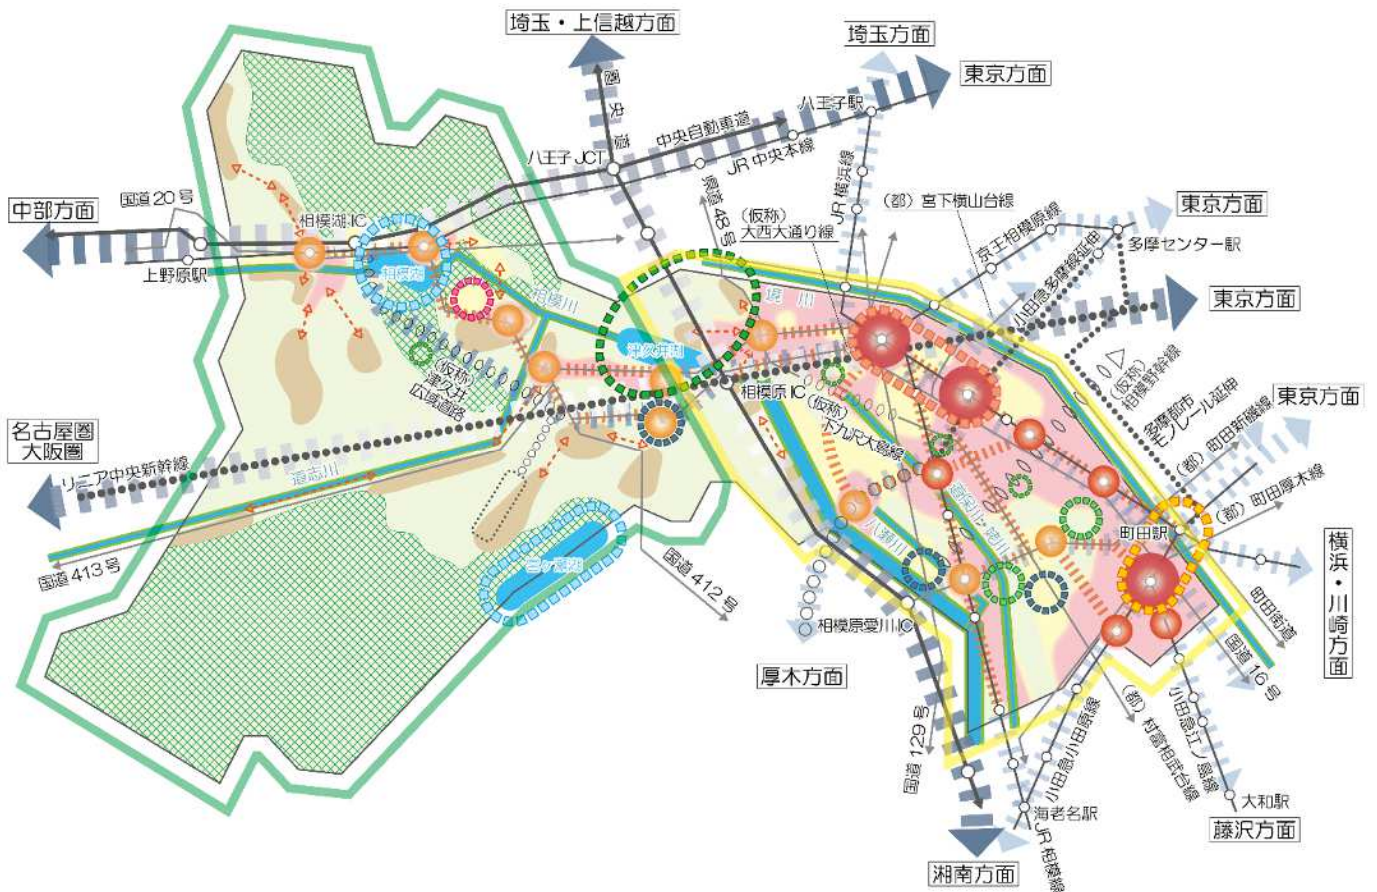 埼玉・上信越方面
埼玉方面
東京方面
圏央道
八王子駅
中央自動車道
JR中央本線
八王子JCT
国道20号
中部方面
相模湖IC
上野原駅
県道48号
JR横浜線
(仮称)
大西大通り線
(都)宮下横山台線
京王相模原線
東京方面
多摩センター駅
小田急多摩線延伸
東京方面
相模湖
相模川
境川
津久井湖
(仮称)
津久井
広域道路
相模原IC
(仮称)
下九沢大島線
(仮称)
相模野幹線
多摩都市
モノレール延伸
東京方面
(都)町田新磯線
(都)町田厚木線
名古屋圏
大阪圏
リニア中央新幹線
道志川
国道413号
国道412号
宮ヶ瀬湖
八瀬川
町田駅
横浜・川崎方面
町田街道
国道16号
相模原愛川IC
厚木方面
国道129号
小田急小田原線
(都)村富相武台線
小田急江ノ島線
海老名駅
JR相模線
大和駅
藤沢方面
湘南方面